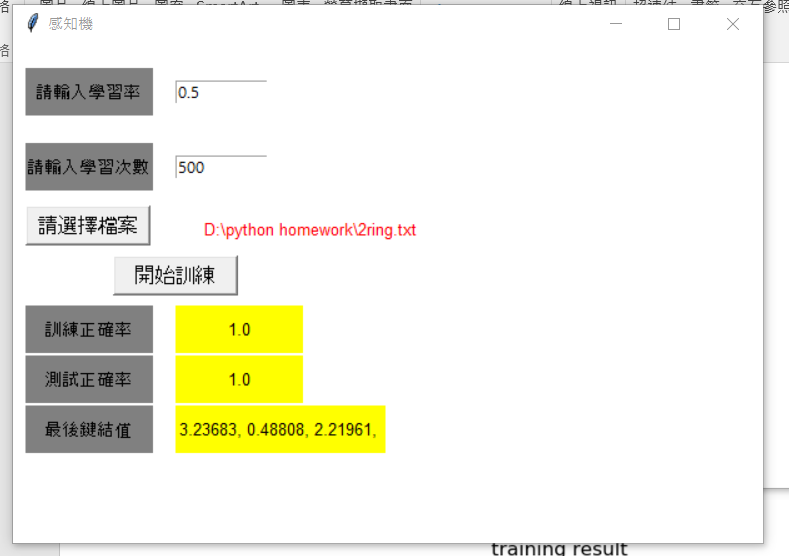 感知機
請輸入學習率
0.5
請輸入學習次數
500
請選擇檔案
D:\python homework\2ring.txt
開始訓練
訓練正確率
1.0
測試正確率
1.0
最後鍵結值
3.23683, 0.48808, 2.21961,
training result